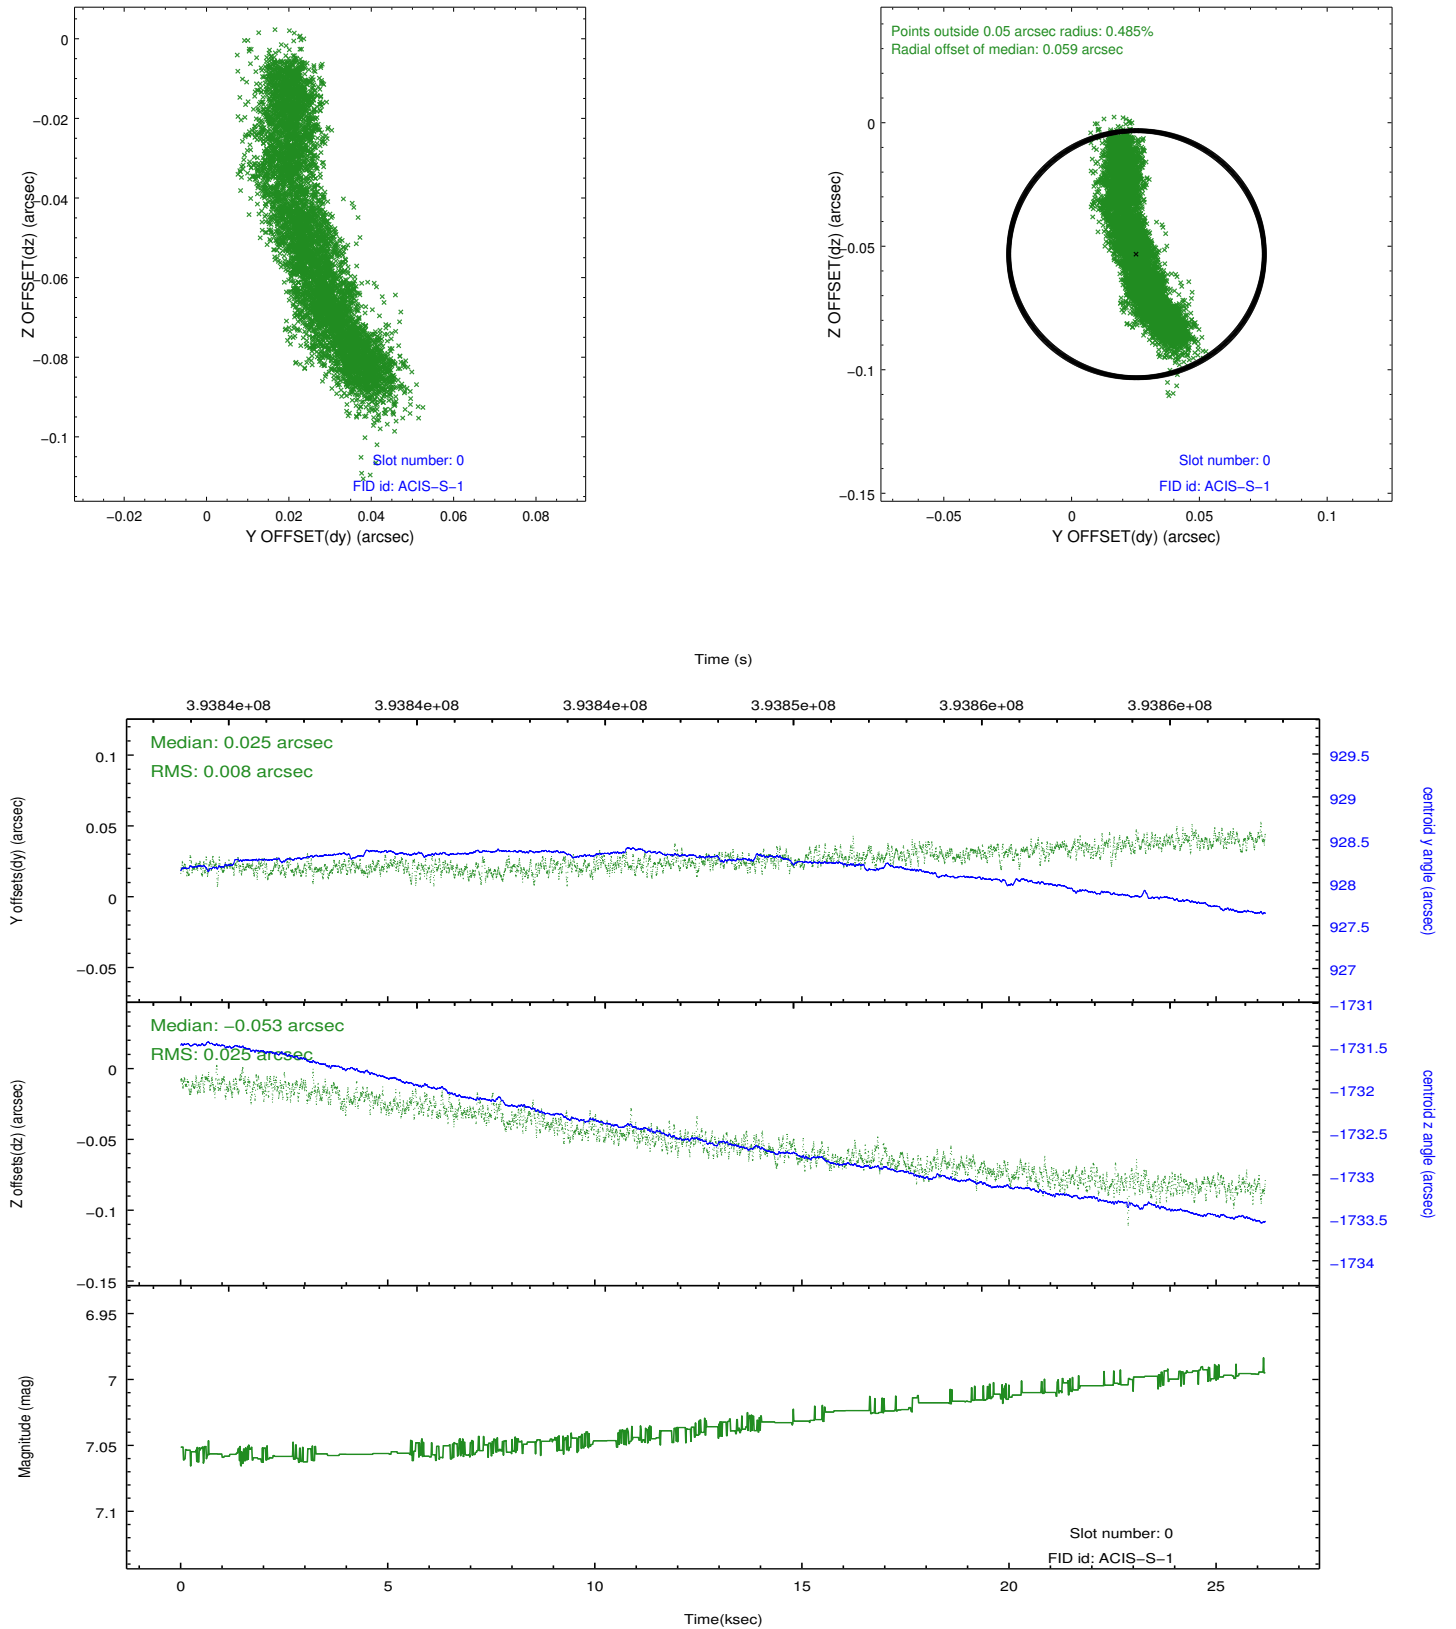 0
−0.02
−0.04
−0.06
−0.08
−0.1
Z OFFSET(dz) (arcsec)
Slot number: 0
FID id: ACIS−S−1
−0.02 0 0.02 0.04 0.06 0.08
Y OFFSET(dy) (arcsec)
Points outside 0.05 arcsec radius: 0.485%
Radial offset of median: 0.059 arcsec
0
−0.05
−0.1
−0.15
Z OFFSET(dz) (arcsec)
Slot number: 0
FID id: ACIS−S−1
−0.05 0 0.05 0.1
Y OFFSET(dy) (arcsec)
Time (s)
3.9384e+08 3.9384e+08 3.9384e+08 3.9385e+08 3.9386e+08 3.9386e+08
Median: 0.025 arcsec
RMS: 0.008 arcsec
0.1
0.05
0
−0.05
Y offsets(dy) (arcsec)
929.5
929
928.5
928
927.5
927
centroid y angle (arcsec)
Median: −0.053 arcsec
RMS: 0.025 arcsec
0
−0.05
−0.1
−0.15
Z offsets(dz) (arcsec)
−1731
−1731.5
−1732
−1732.5
−1733
−1733.5
−1734
centroid z angle (arcsec)
6.95
7
7.05
7.1
Magnitude (mag)
Slot number: 0
FID id: ACIS−S−1
0 5 10 15 20 25
Time(ksec)